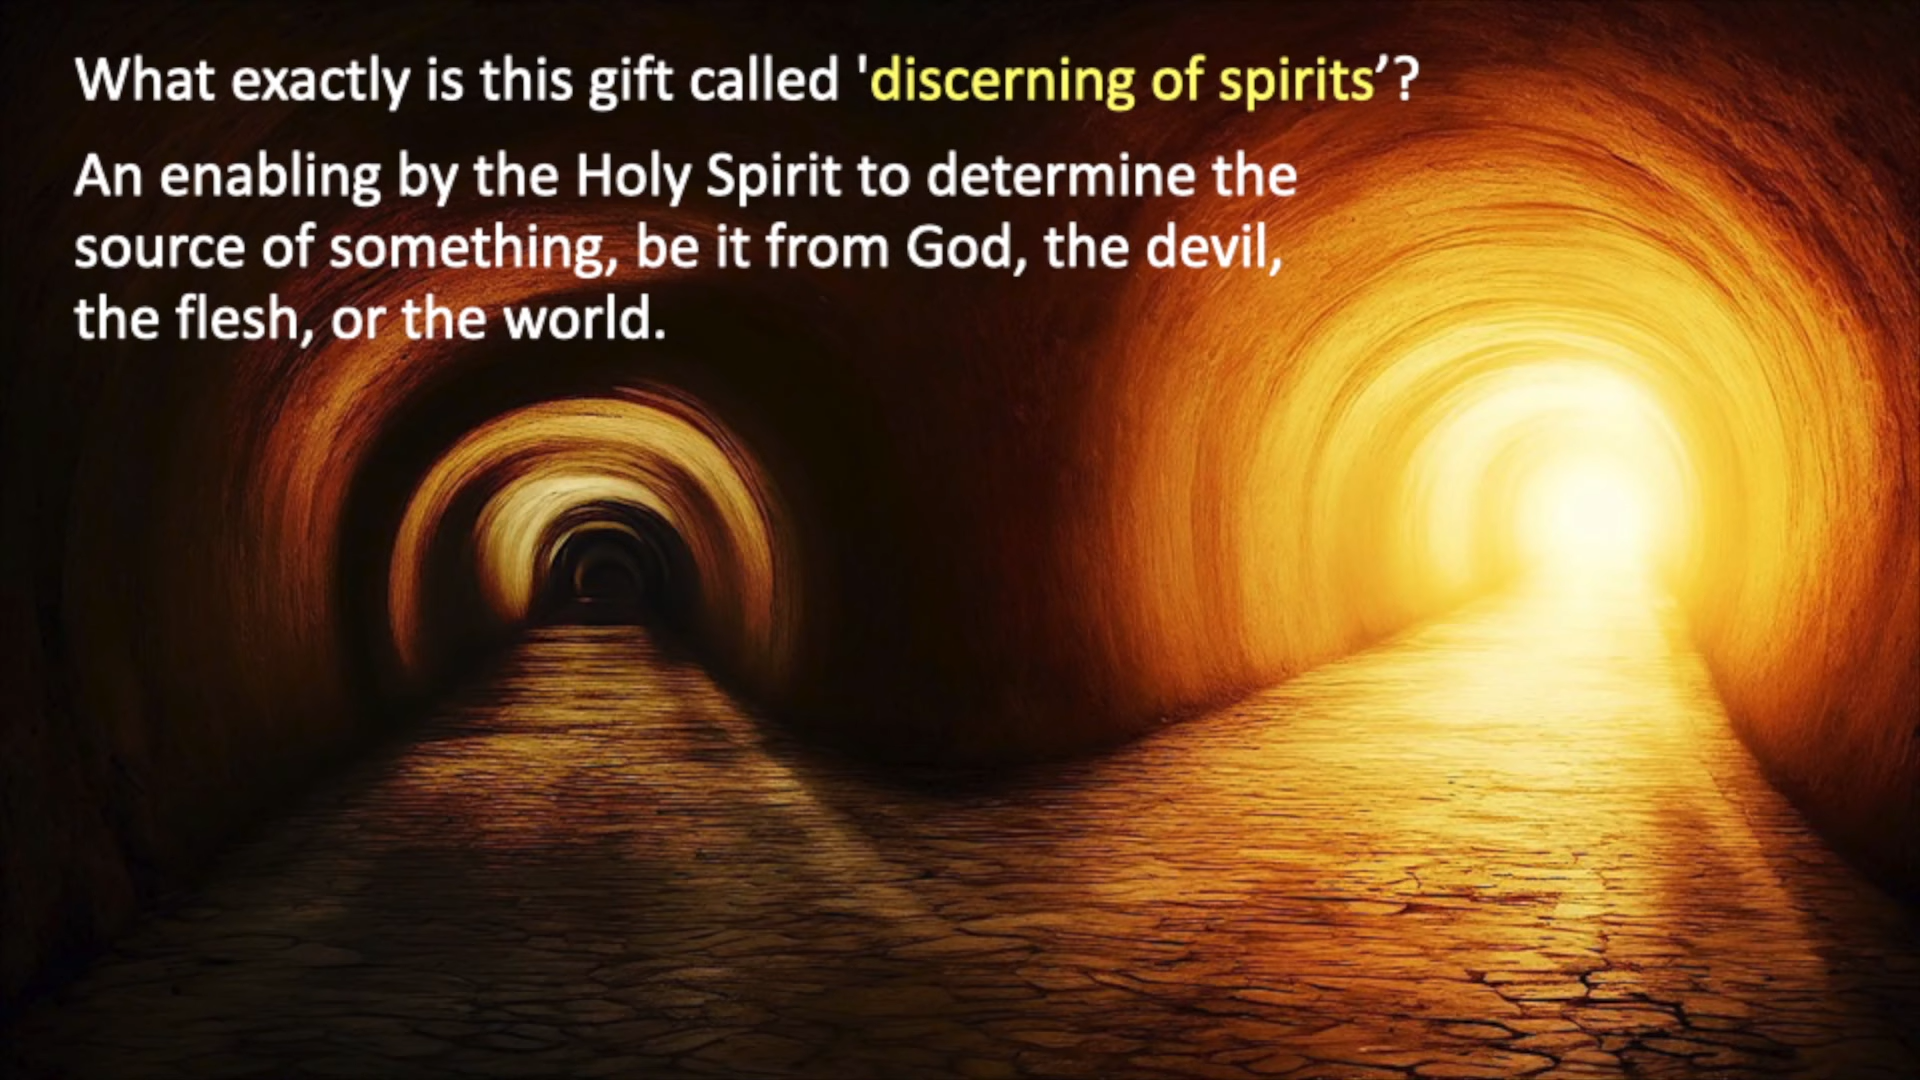 What exactly is this gift called 'discerning of spirits’?
An enabling by the Holy Spirit to determine the
source of something, be it from God, the devil,
the flesh, or the world.